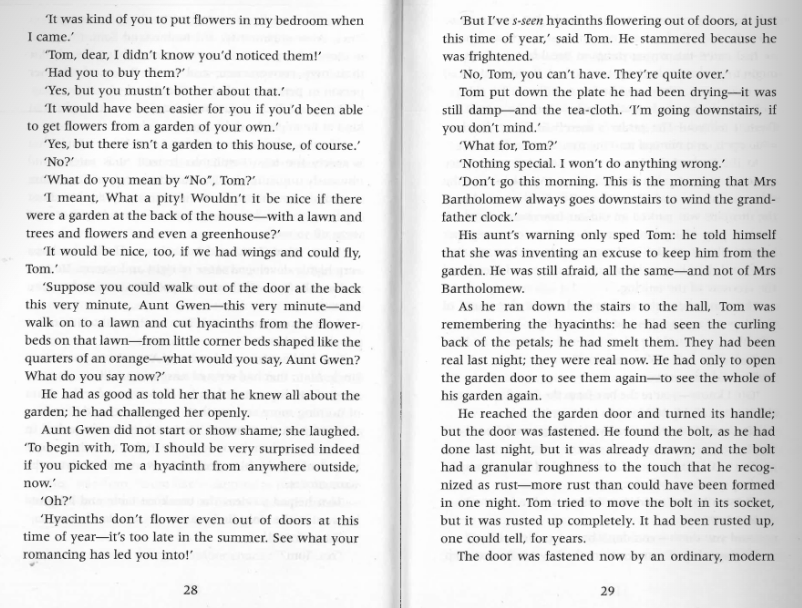 'It was kind of you to put flowers in my bedroom when
I came.'
'Tom, dear, I didn't know you'd noticed them!'
'Had you to buy them?'
'Yes, but you mustn't bother about that.'
'It would have been easier for you if you'd been able
to get flowers from a garden of your own.'
'Yes, but there isn't a garden to this house, of course.'
'No?'
'What do you mean by "No", Tom?'
'I meant, What a pity! Wouldn't it be nice if there
were a garden at the back of the house—with a lawn and
trees and flowers and even a greenhouse?'
'It would be nice, too, if we had wings and could fly,
Tom.'
'Suppose you could walk out of the door at the back
this very minute, Aunt Gwen—this very minute—and
walk on to a lawn and cut hyacinths from the flower-
beds on that lawn—from little corner beds shaped like the
quarters of an orange—what would you say, Aunt Gwen?
What do you say now?'
He had as good as told her that he knew all about the
garden; he had challenged her openly.
Aunt Gwen did not start or show shame; she laughed.
'To begin with, Tom, I should be very surprised indeed
if you picked me a hyacinth from anywhere outside,
now.'
'Oh?'
'Hyacinths don't flower even out of doors at this
time of year—it's too late in the summer. See what your
romancing has led you into!'
28
'But I've s-seen hyacinths flowering out of doors, at just
this time of year,' said Tom. He stammered because he
was frightened.
'No, Tom, you can't have. They're quite over.'
Tom put down the plate he had been drying—it was
still damp—and the tea-cloth. 'I'm going downstairs, if
you don't mind.'
'What for, Tom?'
'Nothing special. I won't do anything wrong.'
'Don't go this morning. This is the morning that Mrs
Bartholomew always goes downstairs to wind the grand-
father clock.'
His aunt's warning only sped Tom: he told himself
that she was inventing an excuse to keep him from the
garden. He was still afraid, all the same—and not of Mrs
Bartholomew.
As he ran down the stairs to the hall, Tom was
remembering the hyacinths: he had seen the curling
back of the petals; he had smelt them. They had been
real last night; they were real now. He had only to open
the garden door to see them again—to see the whole of
his garden again.
He reached the garden door and turned its handle;
but the door was fastened. He found the bolt, as he had
done last night, but it was already drawn; and the bolt
had a granular roughness to the touch that he recog-
nized as rust—more rust than could have been formed
in one night. Tom tried to move the bolt in its socket,
but it was rusted up completely. It had been rusted up,
one could tell, for years.
The door was fastened now by an ordinary, modern
29